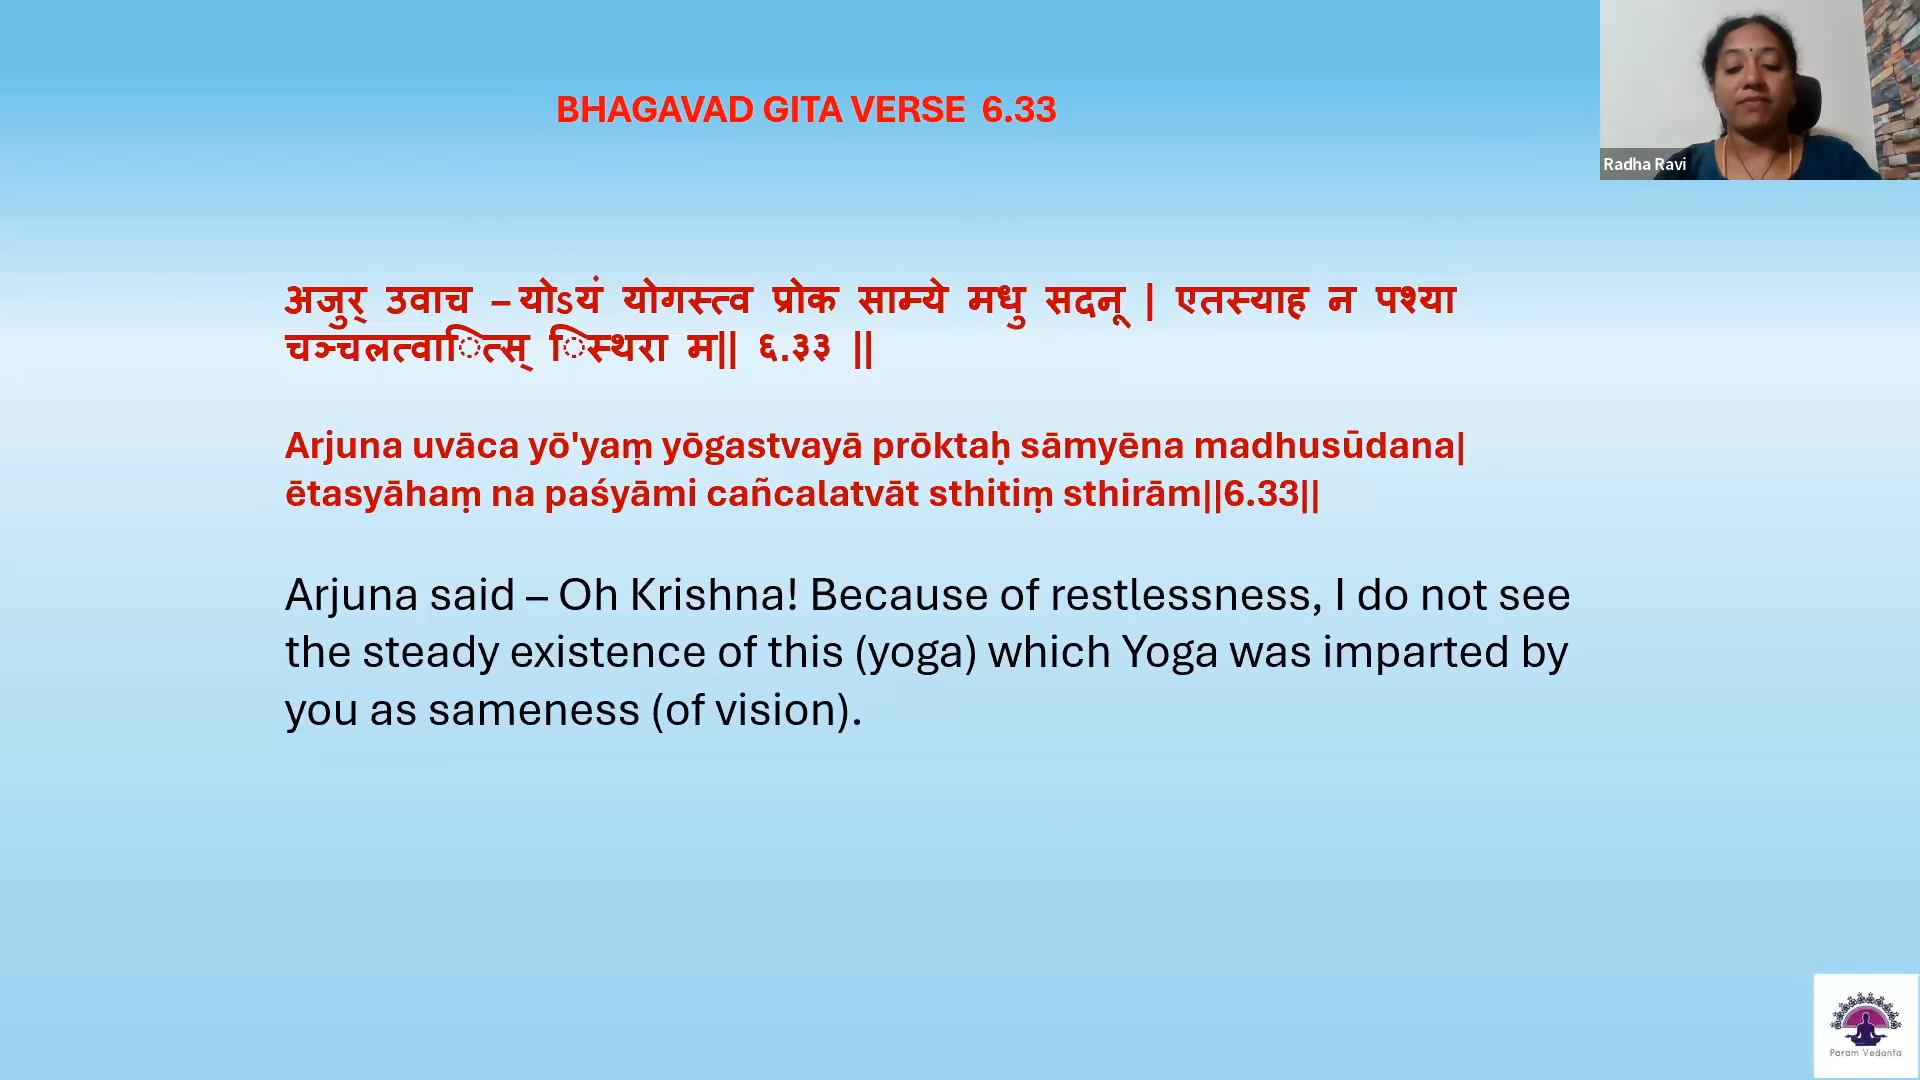 BHAGAVAD GITA VERSE 6.33
Radha Ravi
अजुर् उवाच – योऽयं योगस्त्व प्रोक साम्ये मधु सदनू | एतस्याह न पश्या
चञ्चलत्वाित्स् िस्थरा म|| ६.३३ ||
Arjuna uvāca yō'yaṃ yōgastvayā prōktaḥ sāmyēna madhusūdana|
ētasyāhaṃ na paśyāmi cañcalatvāt sthitiṃ sthirām||6.33||
Arjuna said – Oh Krishna! Because of restlessness, I do not see
the steady existence of this (yoga) which Yoga was imparted by
you as sameness (of vision).
Param Vedanta